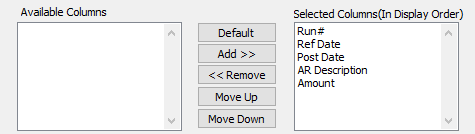 Available Columns
Selected Columns(In Display Order)
Default
Add >>
<< Remove
Move Up
Move Down
Run#
Ref Date
Post Date
AR Description
Amount